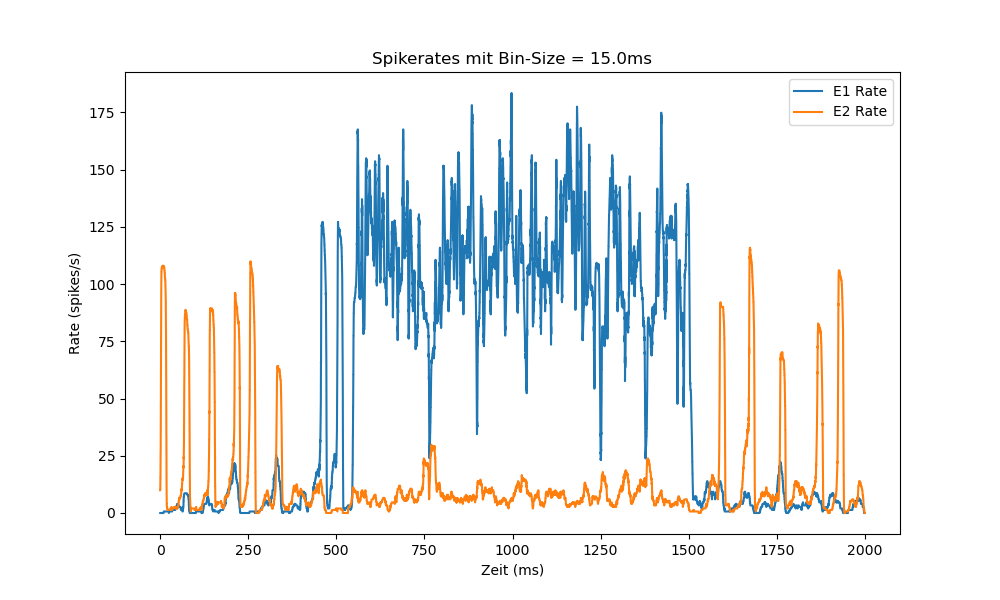 Spikerates mit Bin-Size = 15.0ms
E1 Rate
E2 Rate
Rate (spikes/s)
175
150
125
100
75
50
25
0
0 250 500 750 1000 1250 1500 1750 2000
Zeit (ms)